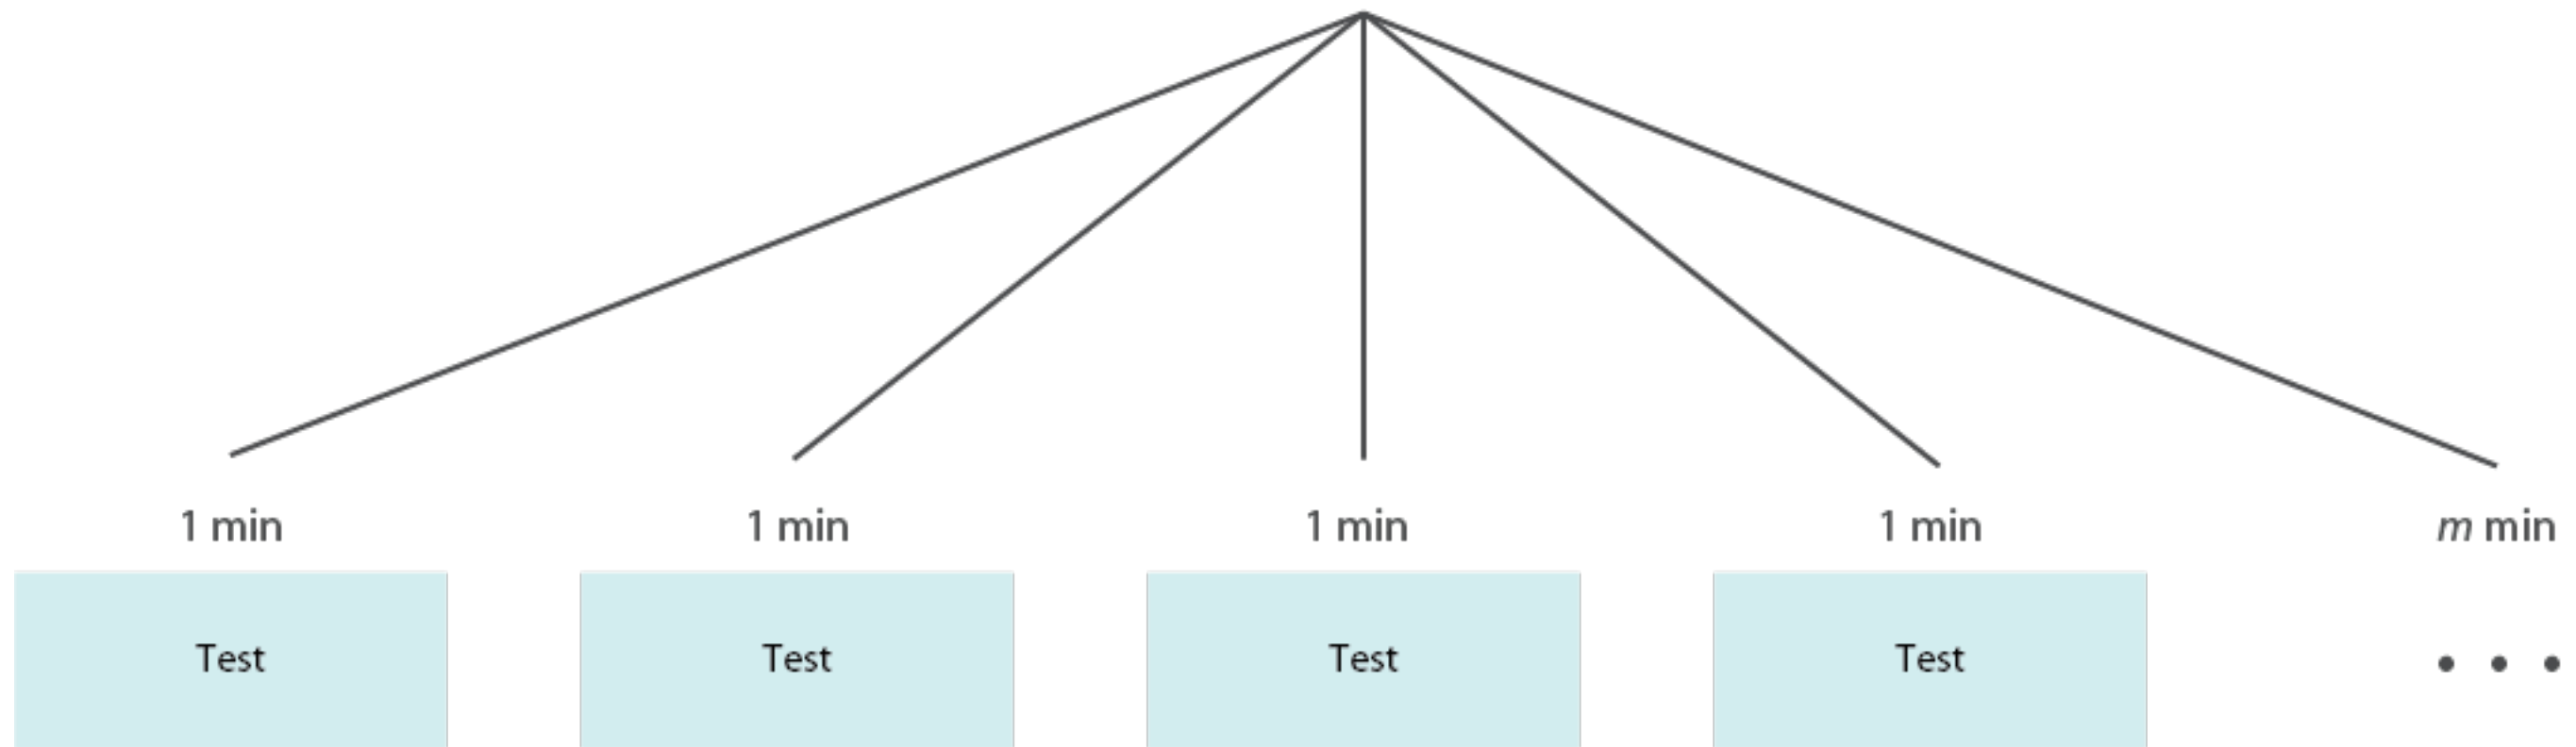 1 min 1 min 1 min 1 min m min
Test Test Test Test . . .